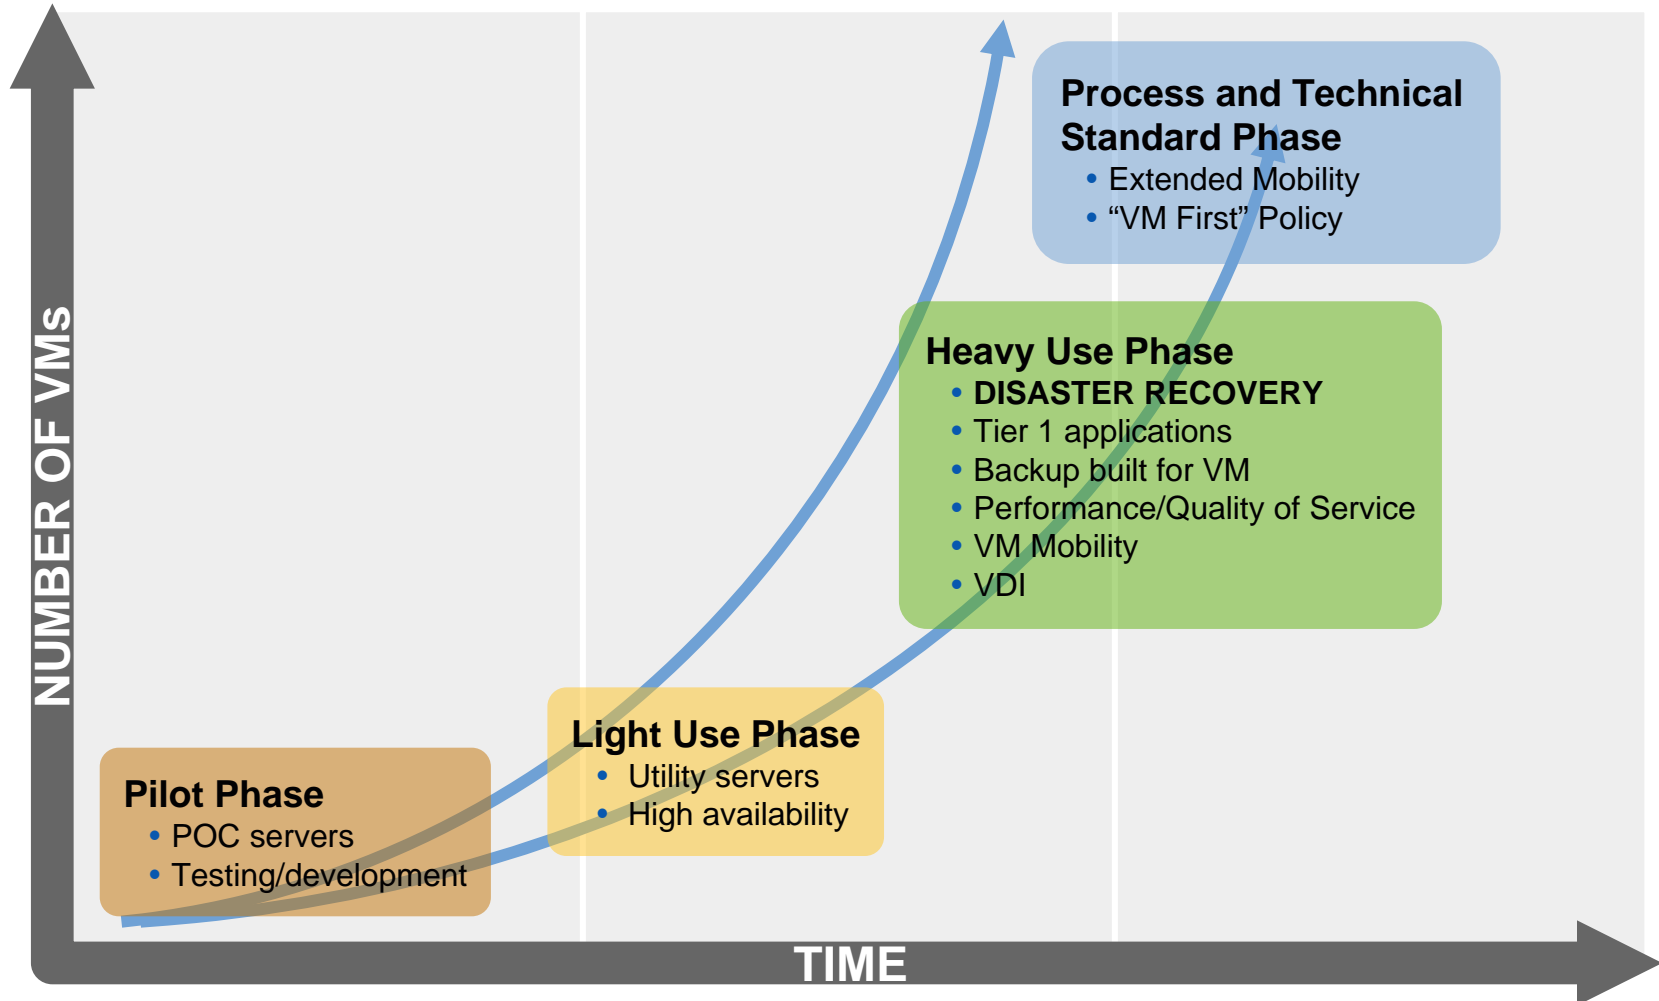 NUMBER OF VMs
Process and Technical
Standard Phase
• Extended Mobility
• “VM First” Policy
Heavy Use Phase
• DISASTER RECOVERY
• Tier 1 applications
• Backup built for VM
• Performance/Quality of Service
• VM Mobility
• VDI
Light Use Phase
• Utility servers
• High availability
Pilot Phase
• POC servers
• Testing/development
TIME